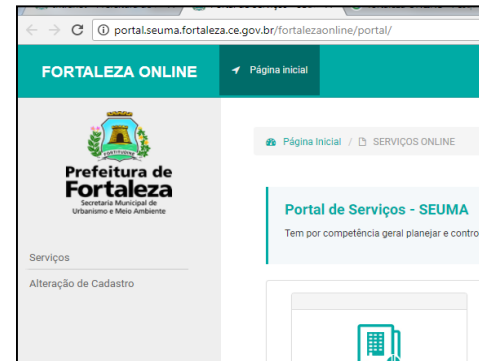 portal.seuma.fortaleza.ce.gov.br/fortalezaonline/portal/
FORTALEZA ONLINE
Página inicial
Prefeitura de
Fortaleza
Secretaria Municipal de
Urbanismo e Meio Ambiente
Serviços
Alteração de Cadastro
Página Inicial / SERVIÇOS ONLINE
Portal de Serviços - SEUMA
Tem por competência geral planejar e contro